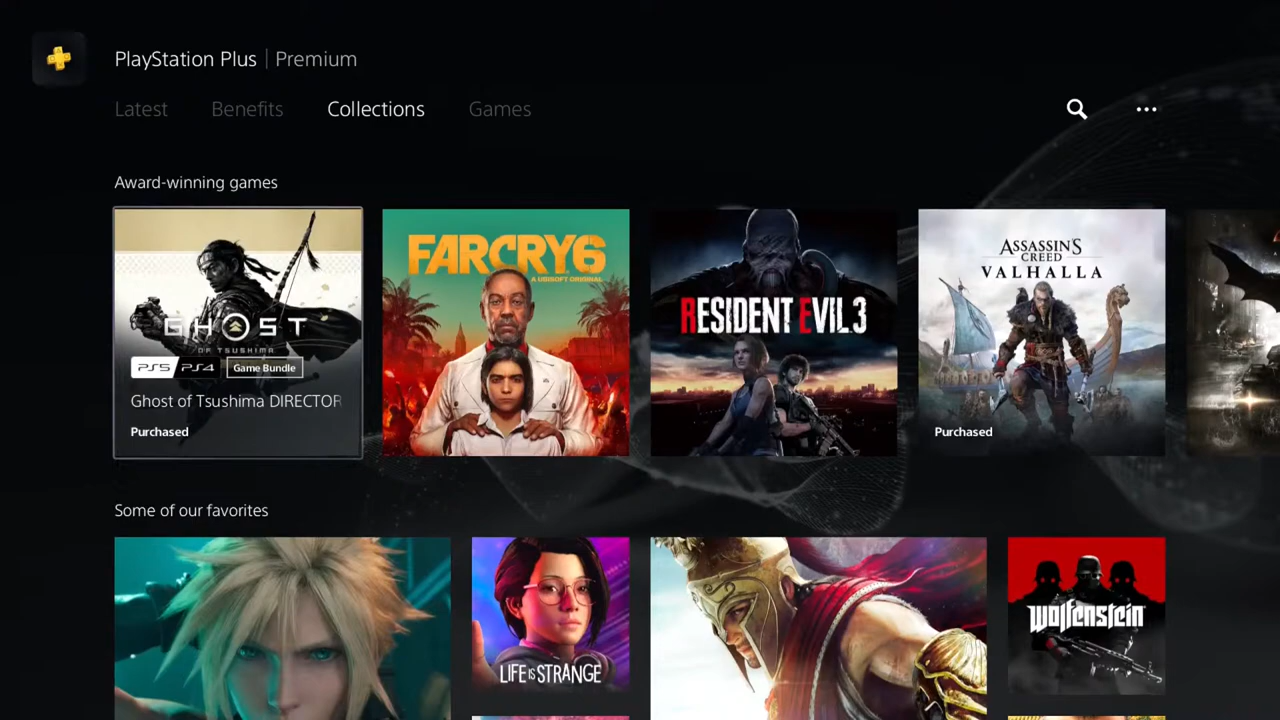 PlayStation Plus | Premium
Latest Benefits Collections Games
Award-winning games
GHOST
OF TSUSHIMA
PS5 PS4 Game Bundle
Ghost of Tsushima DIRECTOR
Purchased
FARCRY6
A UBISOFT ORIGINAL
RESIDENT EVIL 3
ASSASSIN'S
CREED
VALHALLA
Purchased
Some of our favorites
LIFE IS STRANGE
Wolfenstein